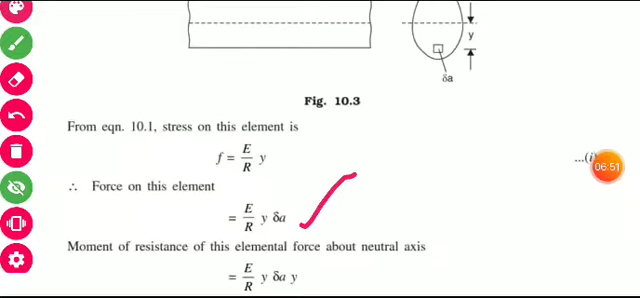 y
δa
Fig. 10.3
From eqn. 10.1, stress on this element is
f = E/R y ...(i)
06:51
∴ Force on this element
= E/R y δa
Moment of resistance of this elemental force about neutral axis
= E/R y δa y